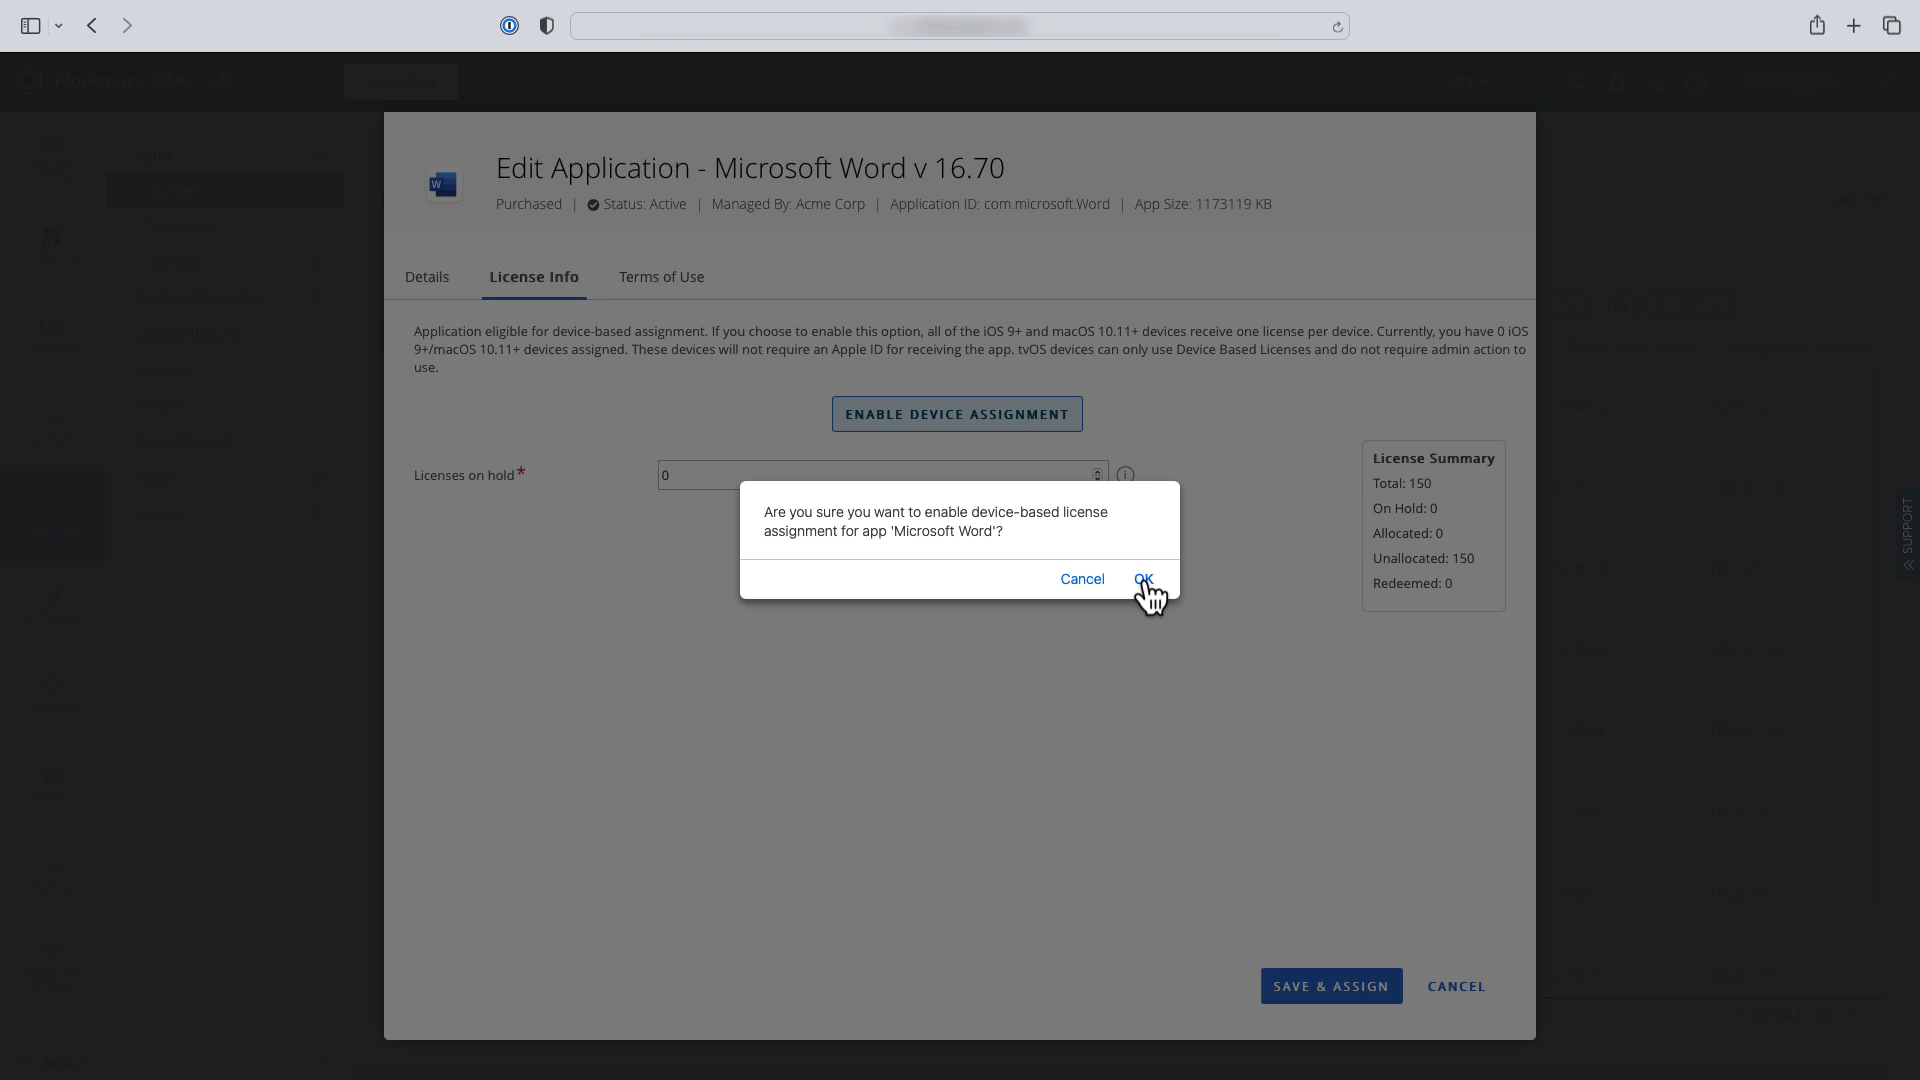 Workspace ONE UEM
Add
Apps
Edit Application - Microsoft Word v 16.70
Purchased | Status: Active | Managed By: Acme Corp | Application ID: com.microsoft.Word | App Size: 1173119 KB
Details License Info Terms of Use
Application eligible for device-based assignment. If you choose to enable this option, all of the iOS 9+ and macOS 10.11+ devices receive one license per device. Currently, you have 0 iOS
9+/macOS 10.11+ devices assigned. These devices will not require an Apple ID for receiving the app. tvOS devices can only use Device Based Licenses and do not require admin action to
use.
ENABLE DEVICE ASSIGNMENT
Licenses on hold* 0
License Summary
Total: 150
On Hold: 0
Allocated: 0
Unallocated: 150
Redeemed: 0
Are you sure you want to enable device-based license
assignment for app 'Microsoft Word'?
Cancel OK
SUPPORT
SAVE & ASSIGN CANCEL